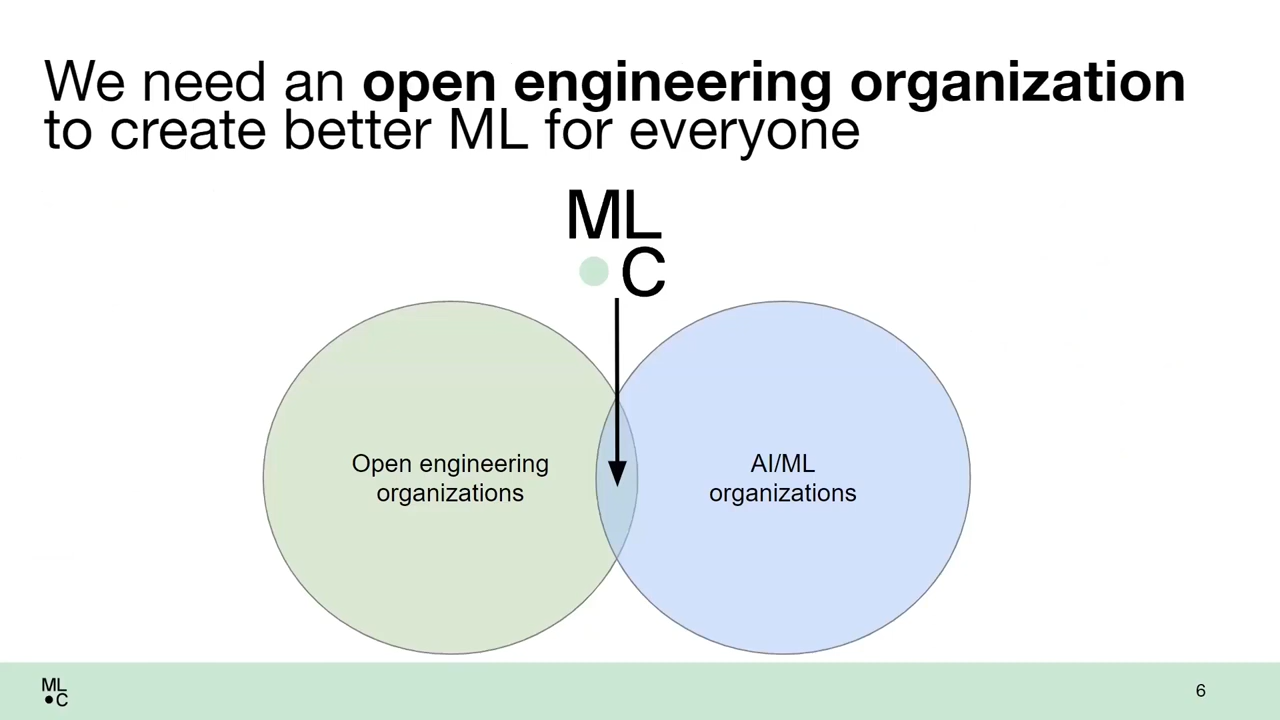 We need an open engineering organization
to create better ML for everyone
ML
C
Open engineering
organizations
AI/ML
organizations
ML
C
6